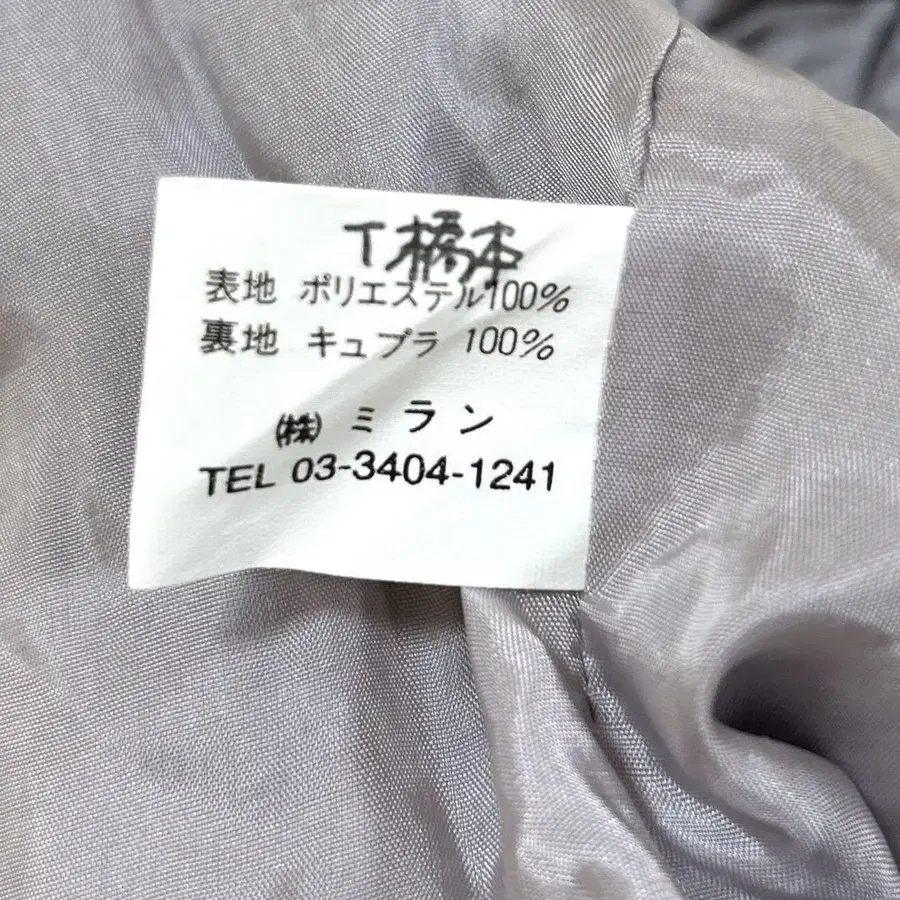 T橋本
表地 ポリエステル100%
裏地 キュプラ 100%
㈱ ミラン
TEL 03-3404-1241